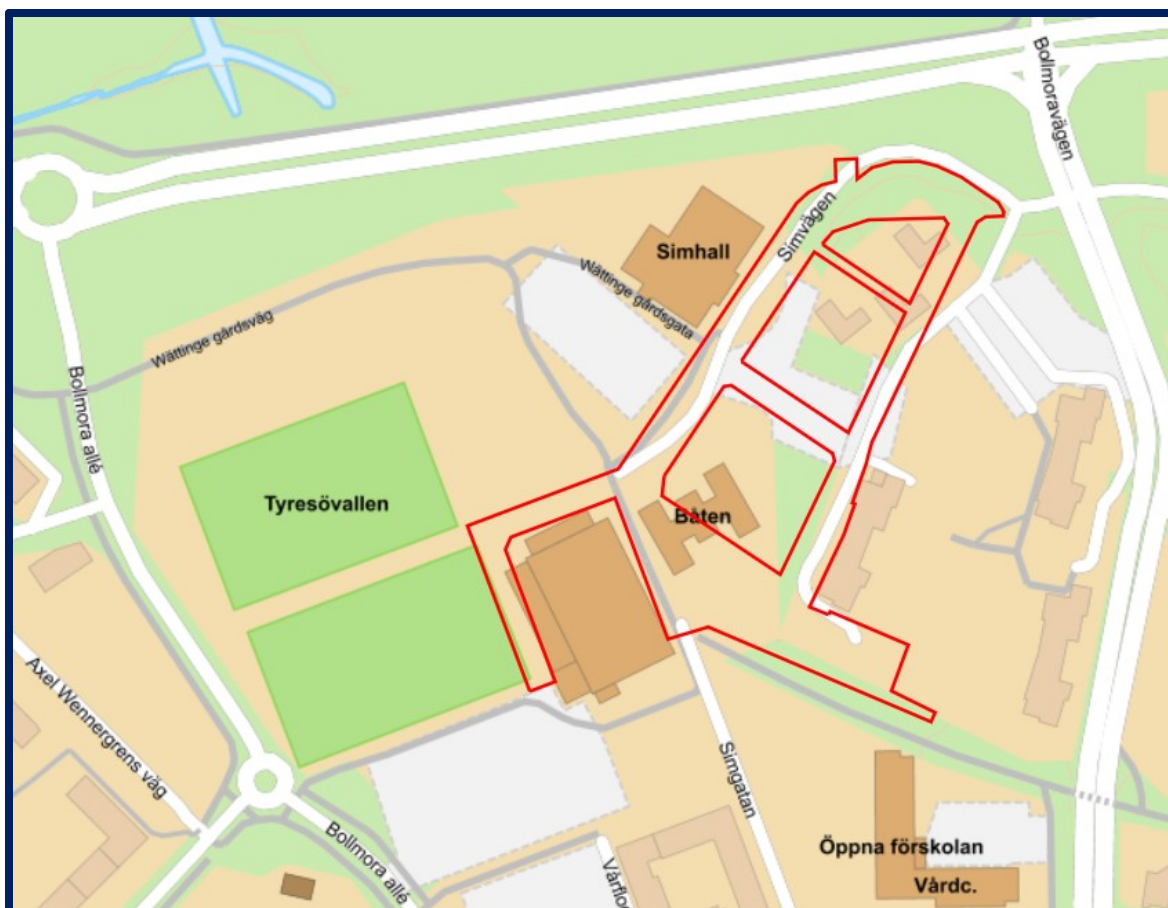 Bollmoravägen
Simvägen
Simhall
Wättinge gårdsgata
Wättinge gårdsväg
Bollmora allé
Tyresövallen
Båten
Axel Wennergrens väg
Simgatan
Bollmora allé
Öppna förskolan
Vårdc.